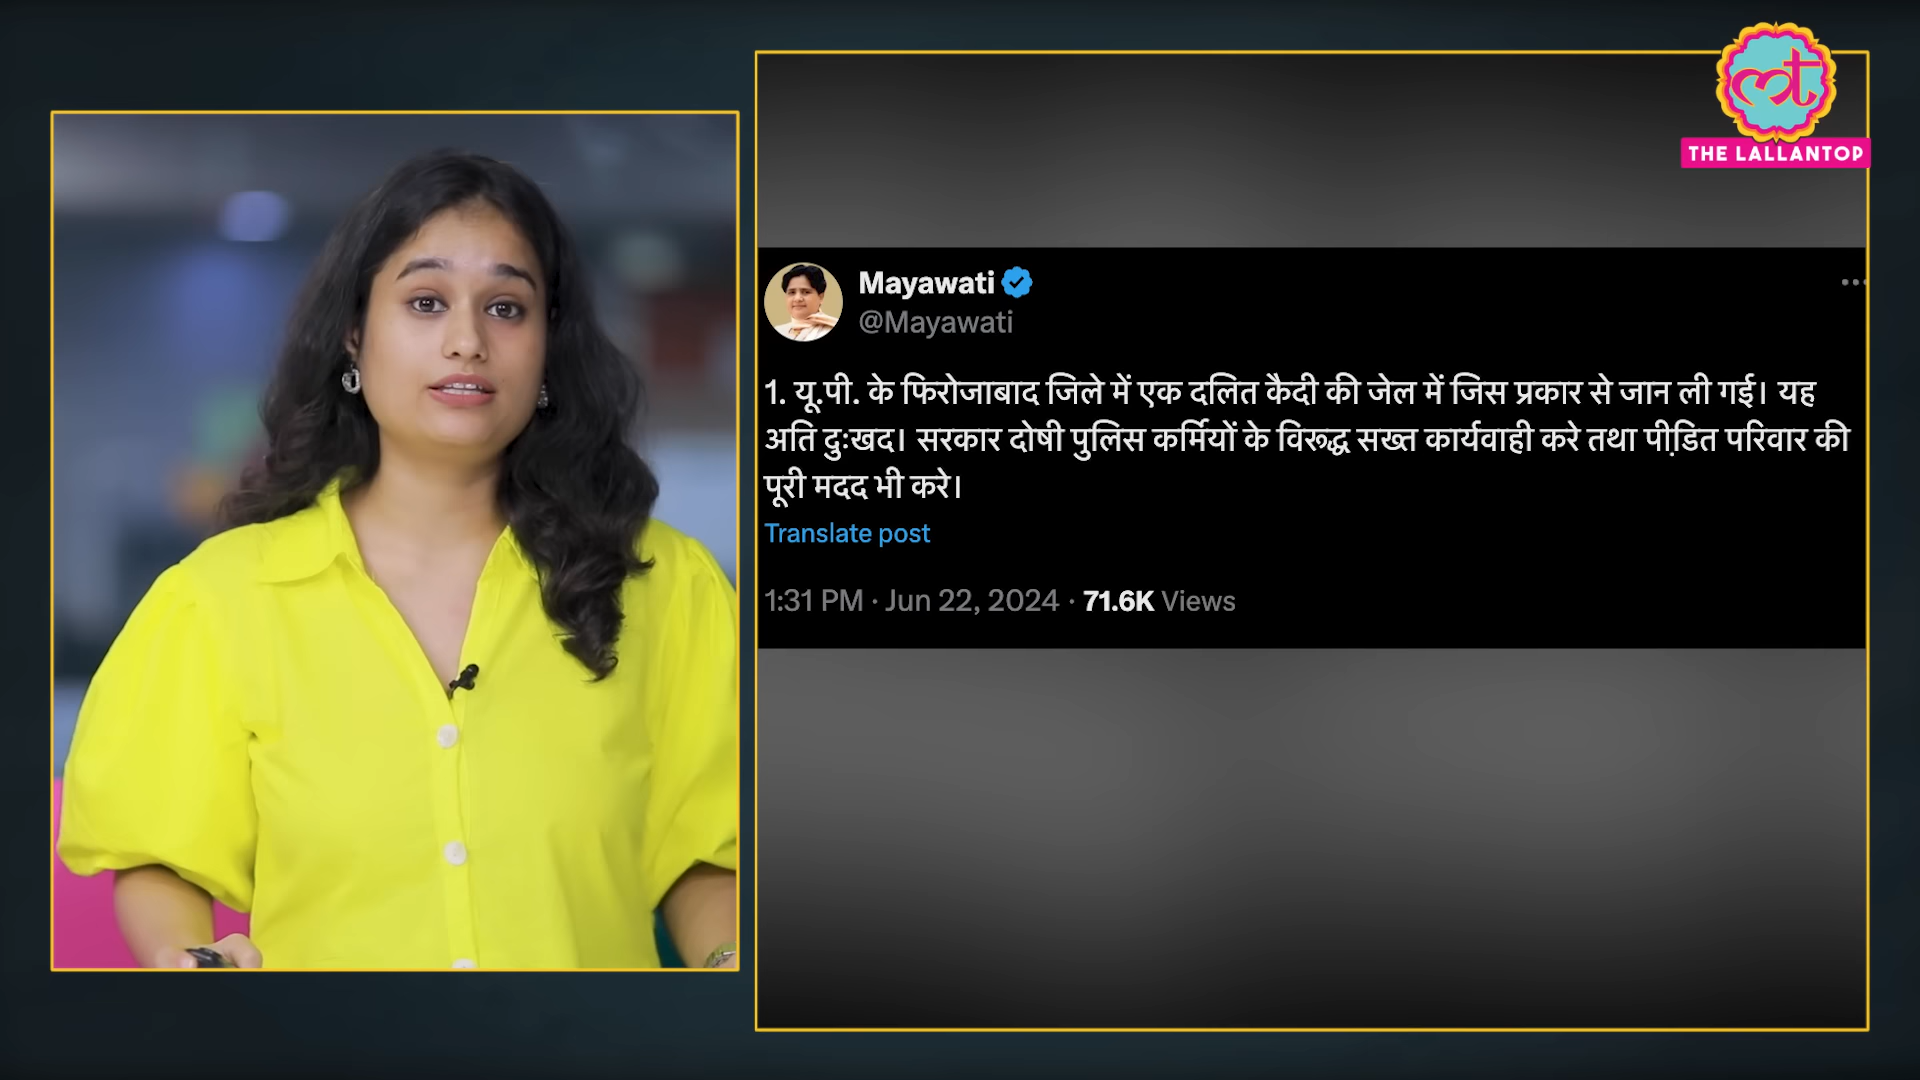 THE LALLANTOP
Mayawati
@Mayawati
1. यू.पी. के फिरोजाबाद जिले में एक दलित कैदी की जेल में जिस प्रकार से जान ली गई। यह
अति दुःखद। सरकार दोषी पुलिस कर्मियों के विरूद्ध सख्त कार्यवाही करे तथा पीडि़त परिवार की
पूरी मदद भी करे।
Translate post
1:31 PM · Jun 22, 2024 · 71.6K Views